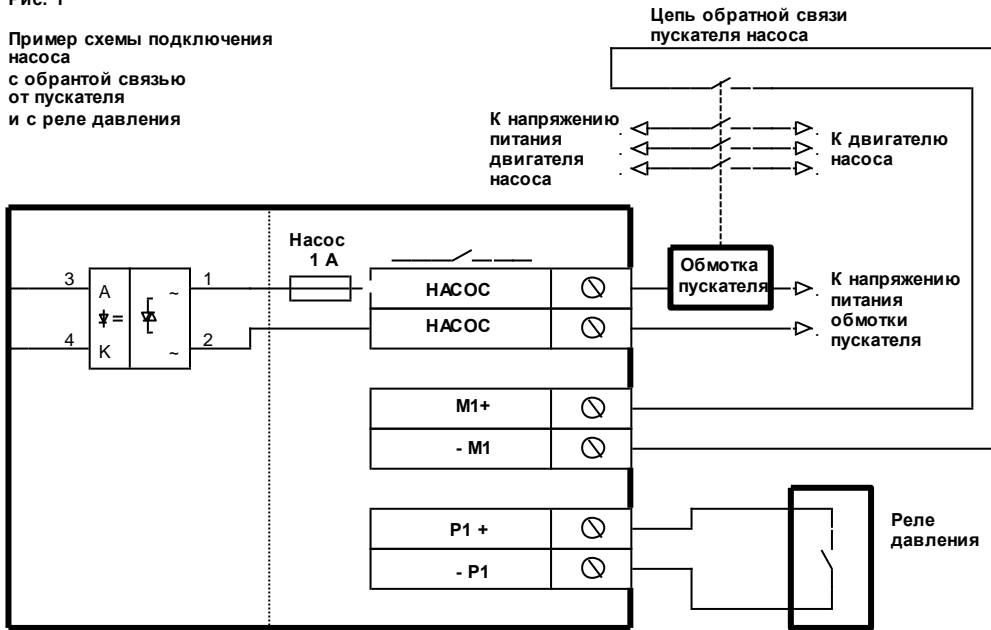 Рис. 1
Пример схемы подключения
насоса
с обрантой связью
от пускателя
и с реле давления
Цепь обратной связи
пускателя насоса
К напряжению
питания
двигателя
насоса
К двигателю
насоса
Насос
1 А
3
4
А
К
=
~
~
1
2
НАСОС
НАСОС
Обмотка
пускателя
К напряжению
питания
обмотки
пускателя
М1+
- М1
Р1 +
- Р1
Реле
давления